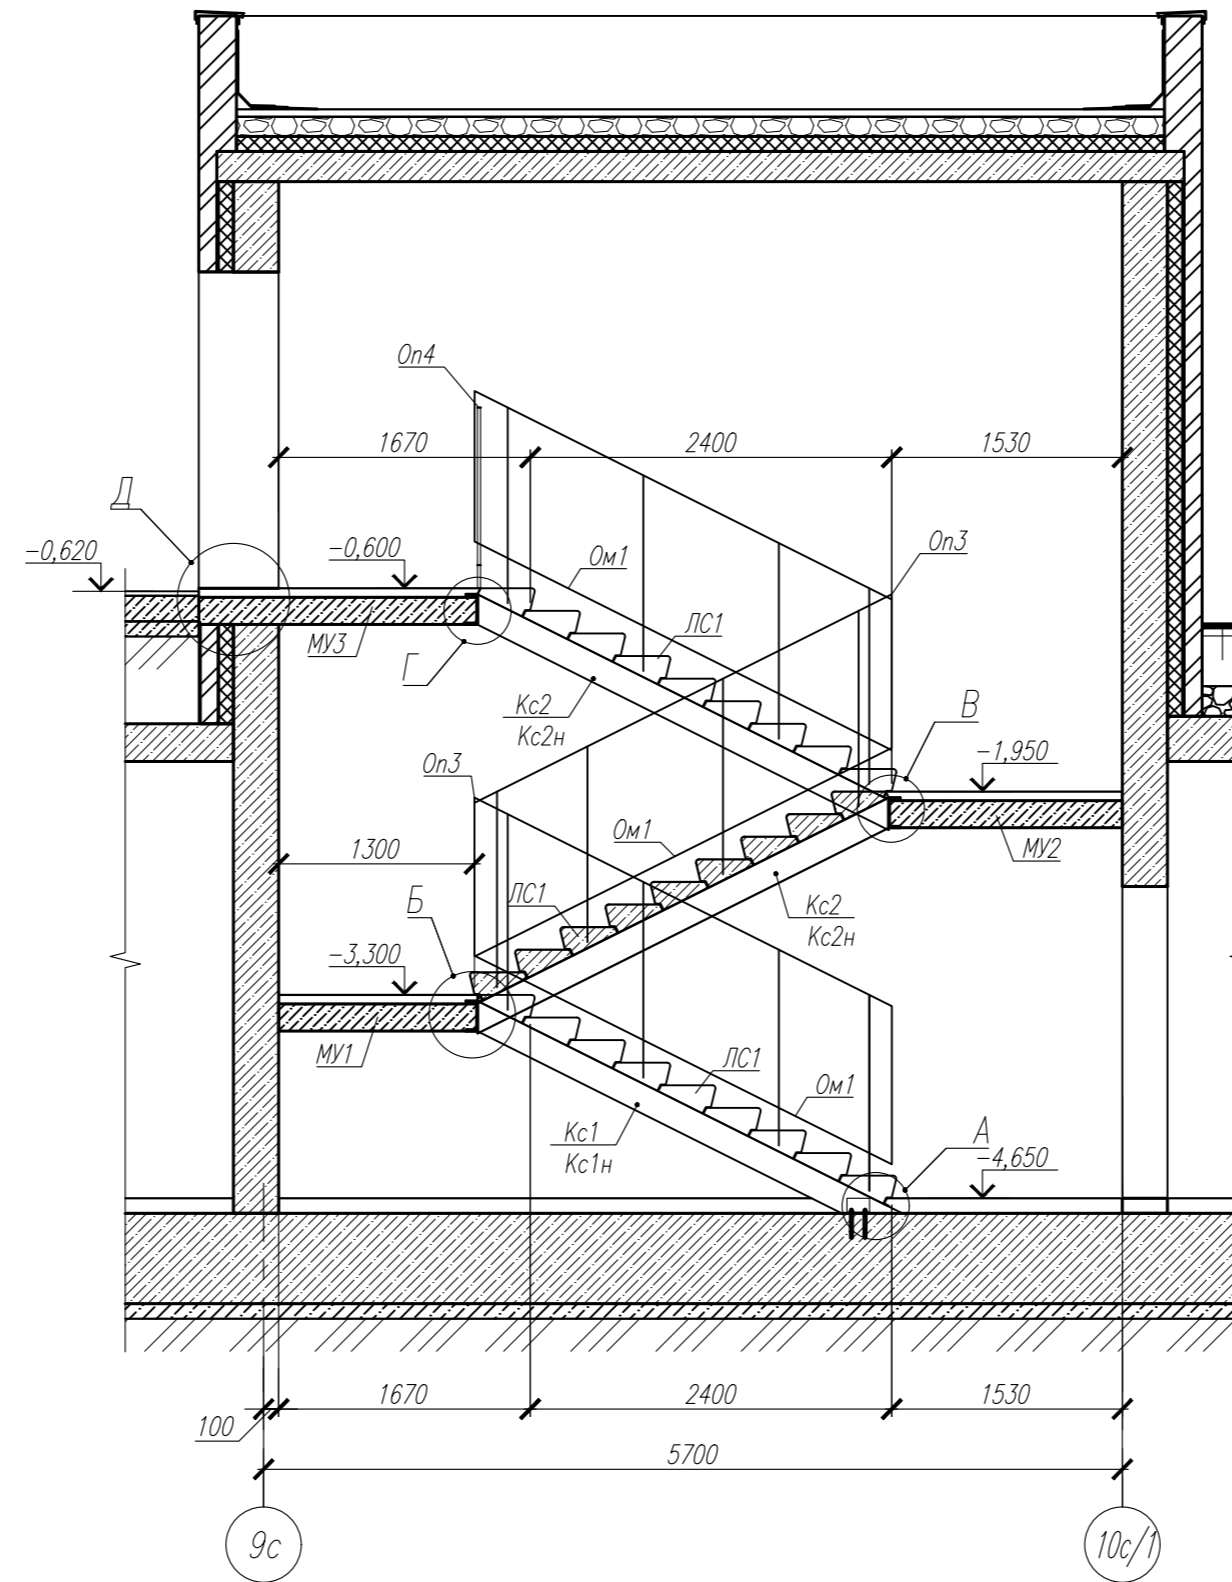 Оп4
1670
2400
1530
Д
-0,620
-0,600
Ом1
Оп3
ЛС1
МУ3
Г
Кс2
Кс2н
В
-1,950
Оп3
Ом1
1300
МУ2
ЛС1
Б
Кс2
Кс2н
-3,300
МУ1
ЛС1
Ом1
Кс1
Кс1н
А
-4,650
1670
2400
1530
100
5700
9с
10с/1